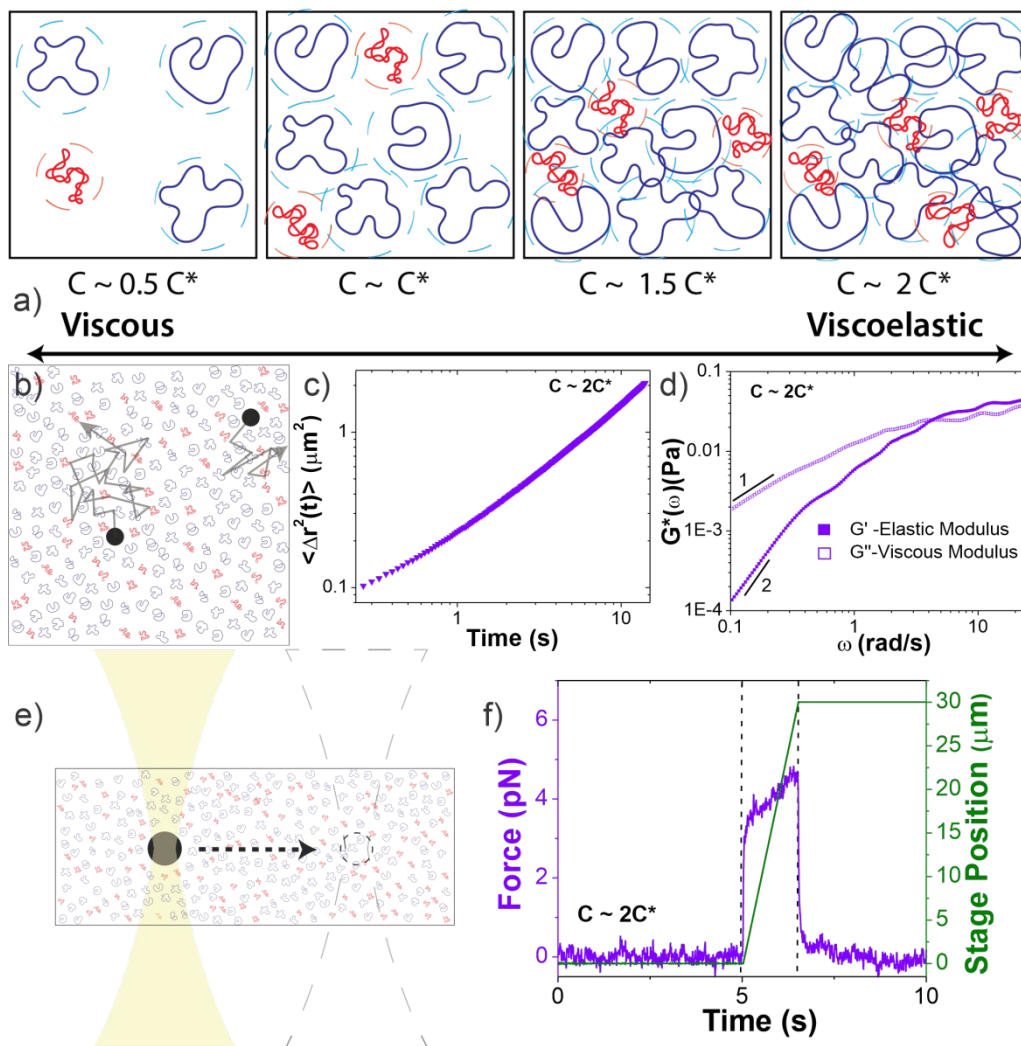 C ~ 0.5 C*
C ~ C*
C ~ 1.5 C*
C ~ 2 C*
a)
Viscous
Viscoelastic
b)
c)
C ~ 2C*
1
0.1
<Δr²(t)> (μm²)
1
10
Time (s)
d)
C ~ 2C*
0.1
0.01
1E-3
1E-4
G*(ω)(Pa)
1
2
G' -Elastic Modulus
G''-Viscous Modulus
0.1
1
10
ω (rad/s)
e)
f)
6
4
2
0
Force (pN)
C ~ 2C*
30
25
20
15
10
5
0
Stage Position (μm)
0
5
10
Time (s)